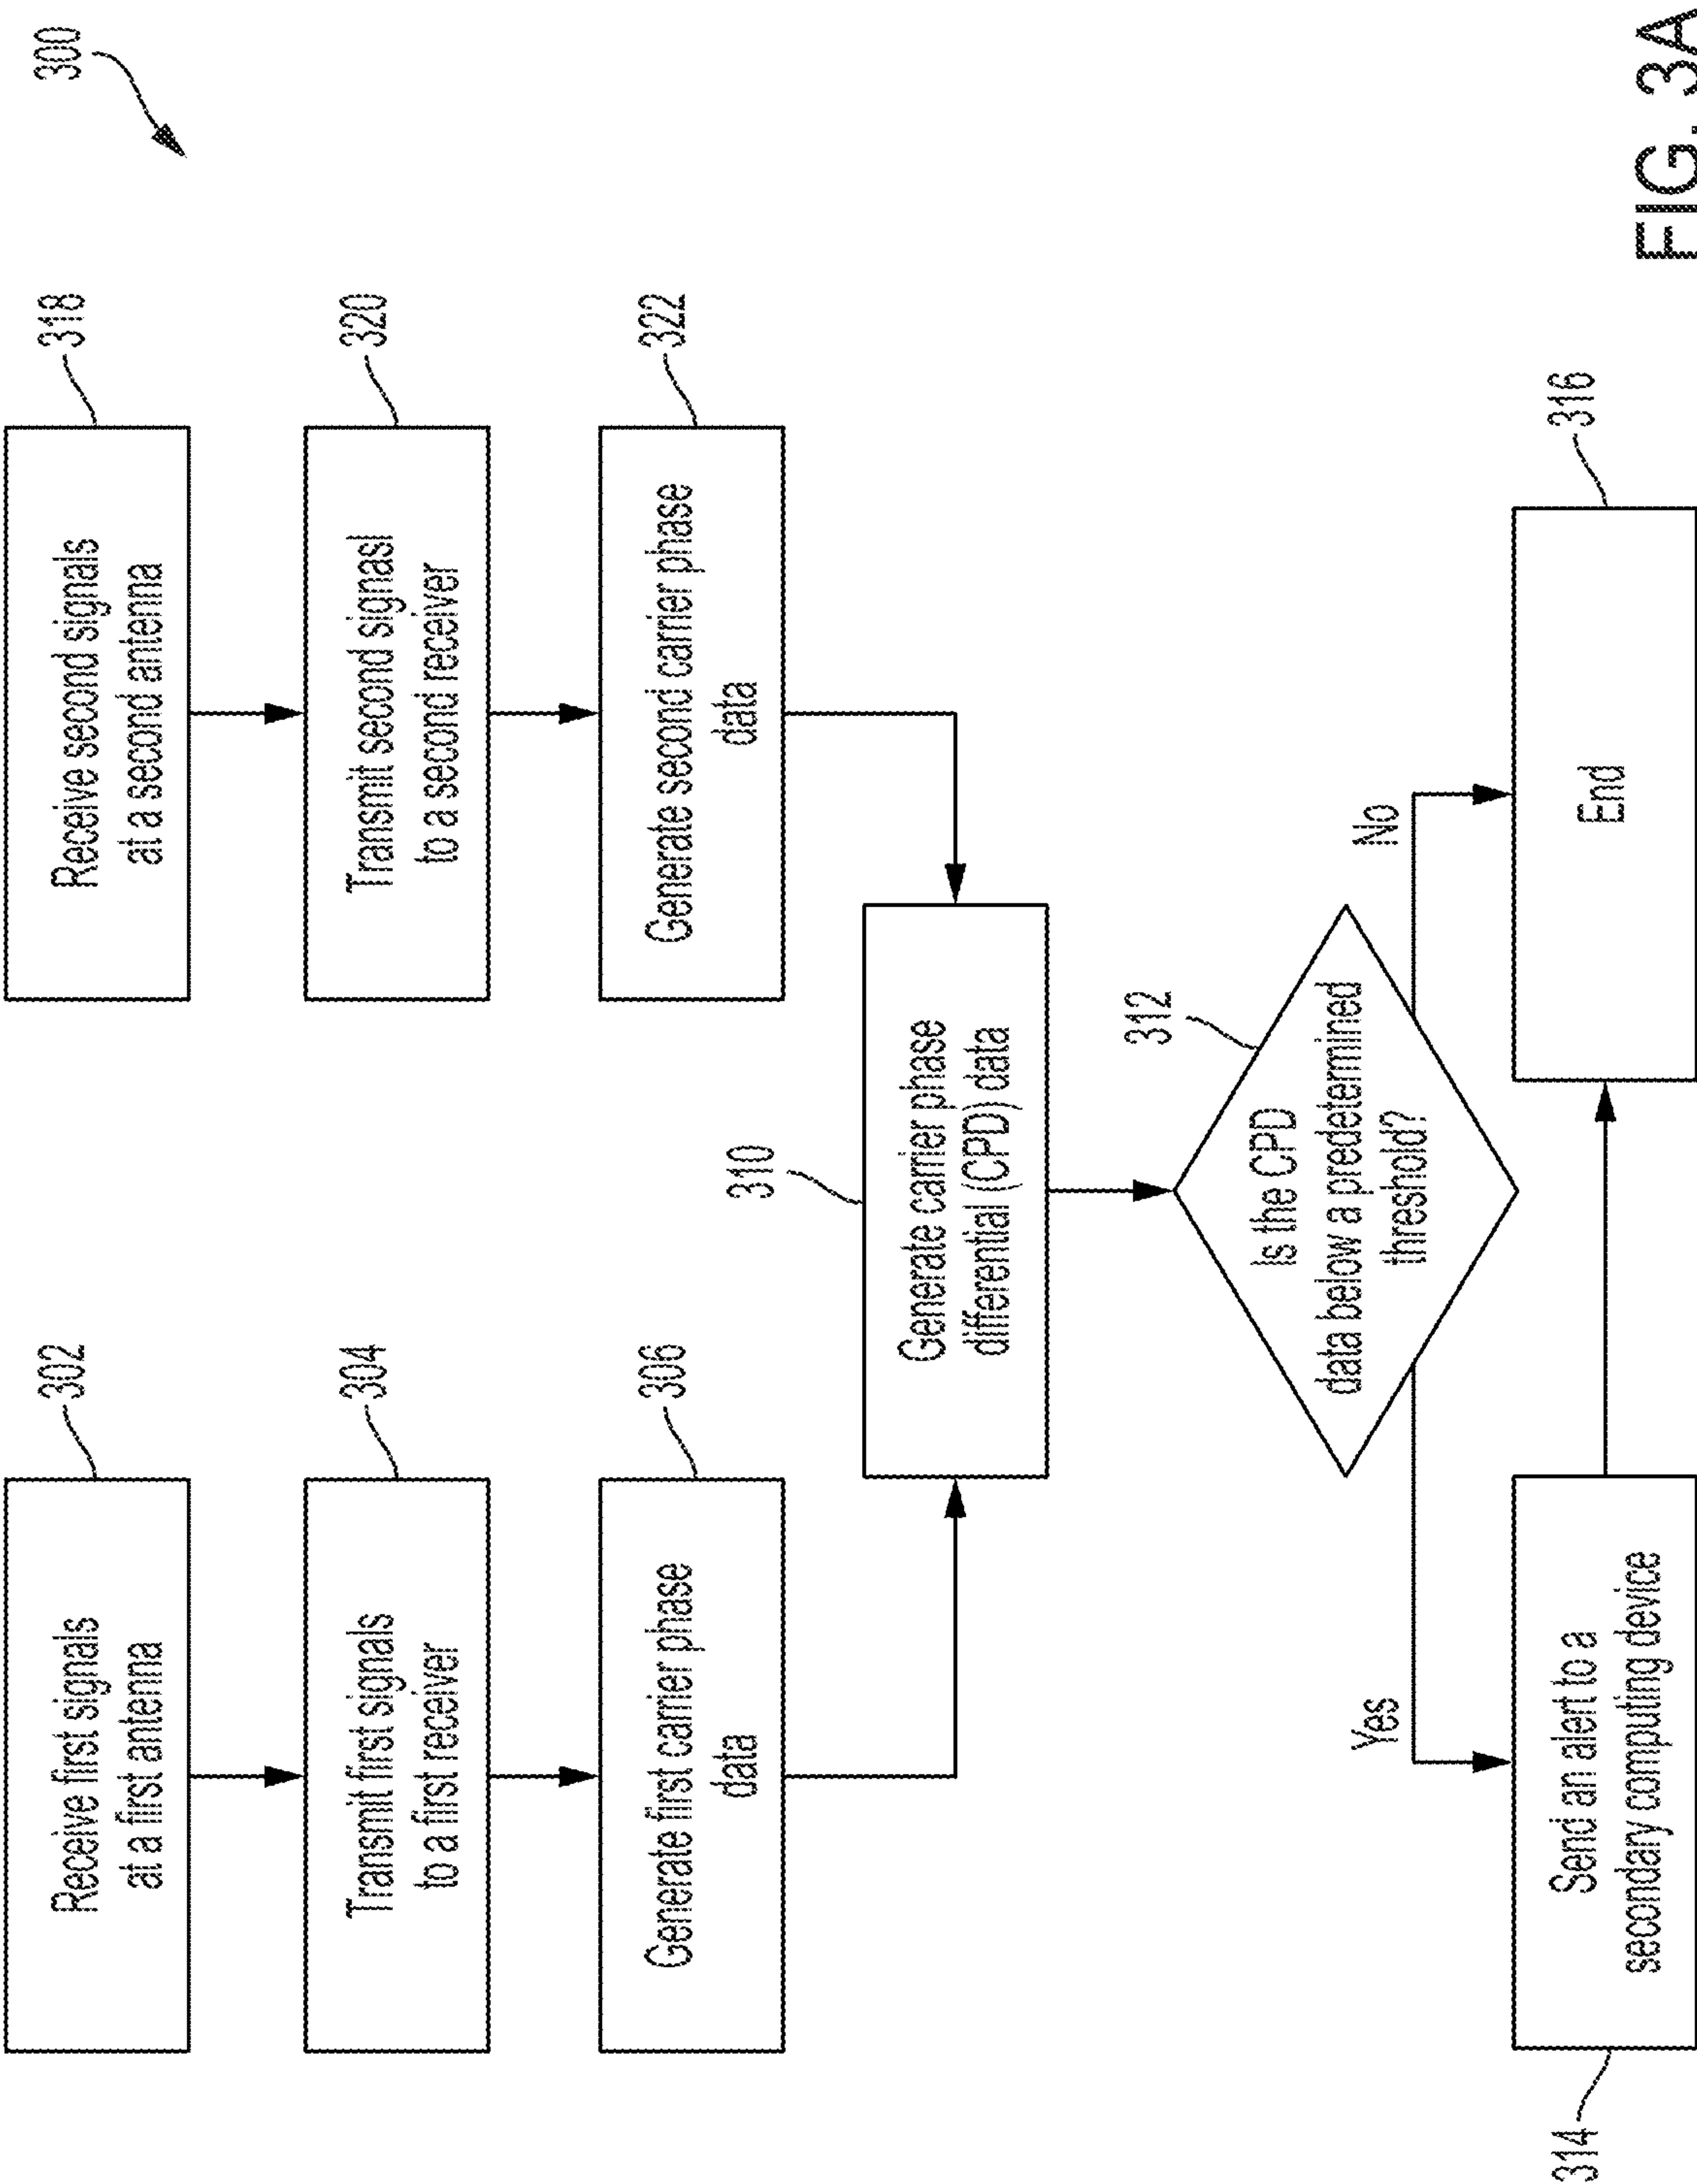 300
302
Receive first signals
at a first antenna
318
Receive second signals
at a second antenna
304
Transmit first signals
to a first receiver
320
Transmit second signasl
to a second receiver
306
Generate first carrier phase
data
322
Generate second carrier phase
data
310
Generate carrier phase
differential (CPD) data
312
Is the CPD
data below a predetermined
threshold?
Yes
No
314
Send an alert to a
secondary computing device
316
End
FIG. 3A